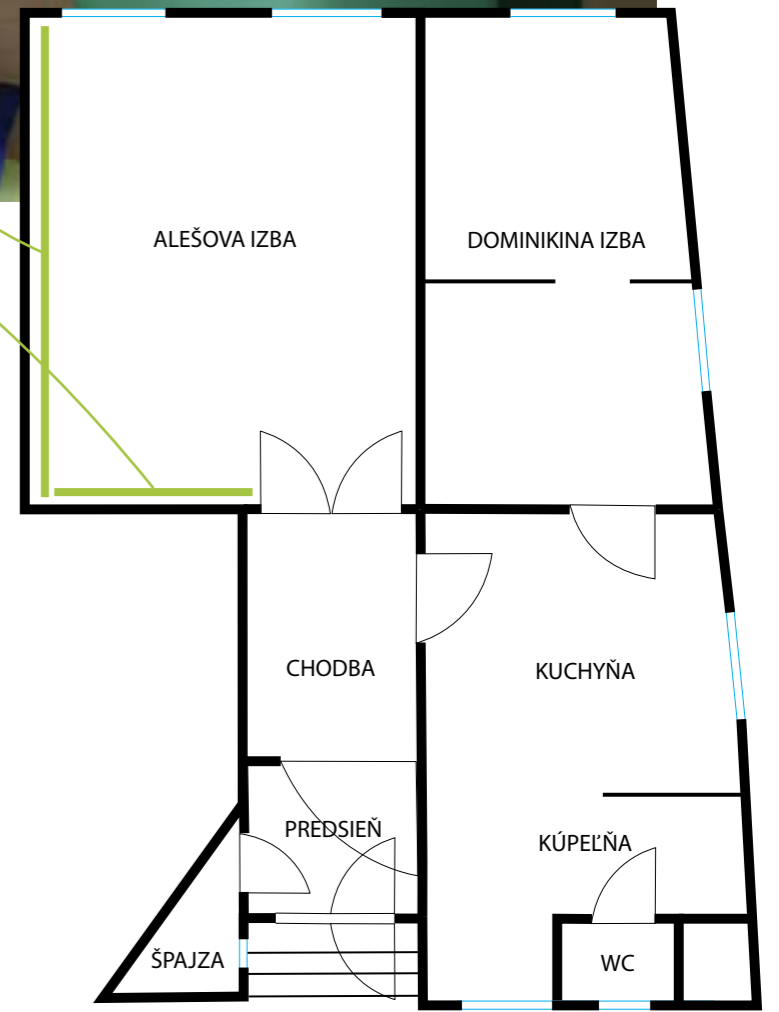 ALEŠOVA IZBA
DOMINIKINA IZBA
CHODBA
KUCHYŇA
PREDSIEŇ
KÚPEĽŇA
ŠPAJZA
WC